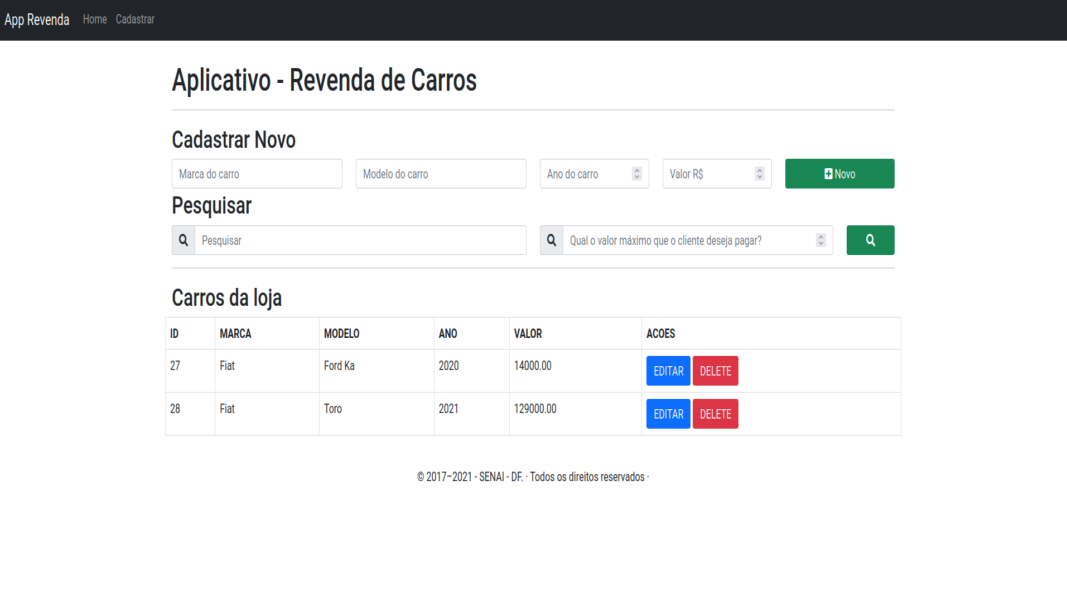 App Revenda Home Cadastrar
Aplicativo - Revenda de Carros
Cadastrar Novo
Marca do carro Modelo do carro Ano do carro Valor R$ Novo
Pesquisar
Pesquisar Qual o valor máximo que o cliente deseja pagar?
Carros da loja
ID MARCA MODELO ANO VALOR ACOES
27 Fiat Ford Ka 2020 14000.00 EDITAR DELETE
28 Fiat Toro 2021 129000.00 EDITAR DELETE
© 2017–2021 - SENAI - DF. · Todos os direitos reservados ·